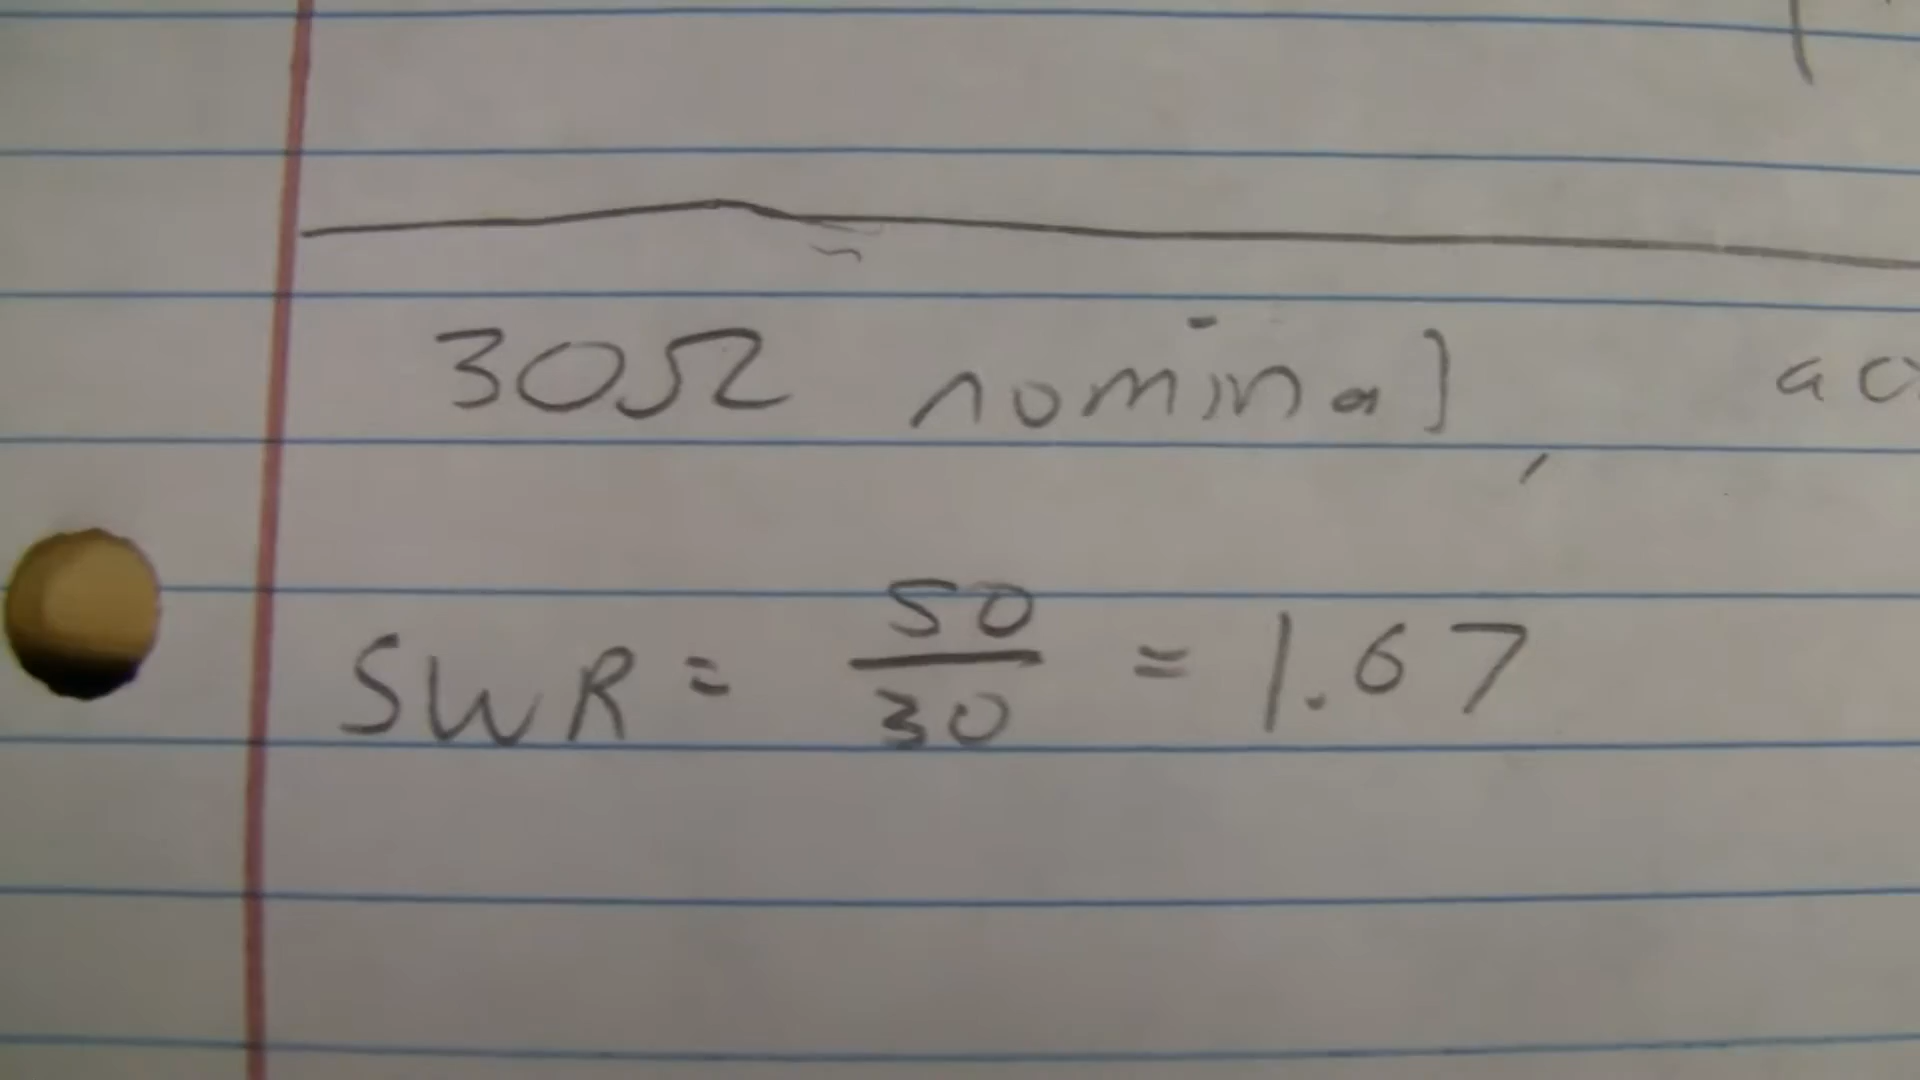 30Ω nominal,
SWR = 50/30 = 1.67